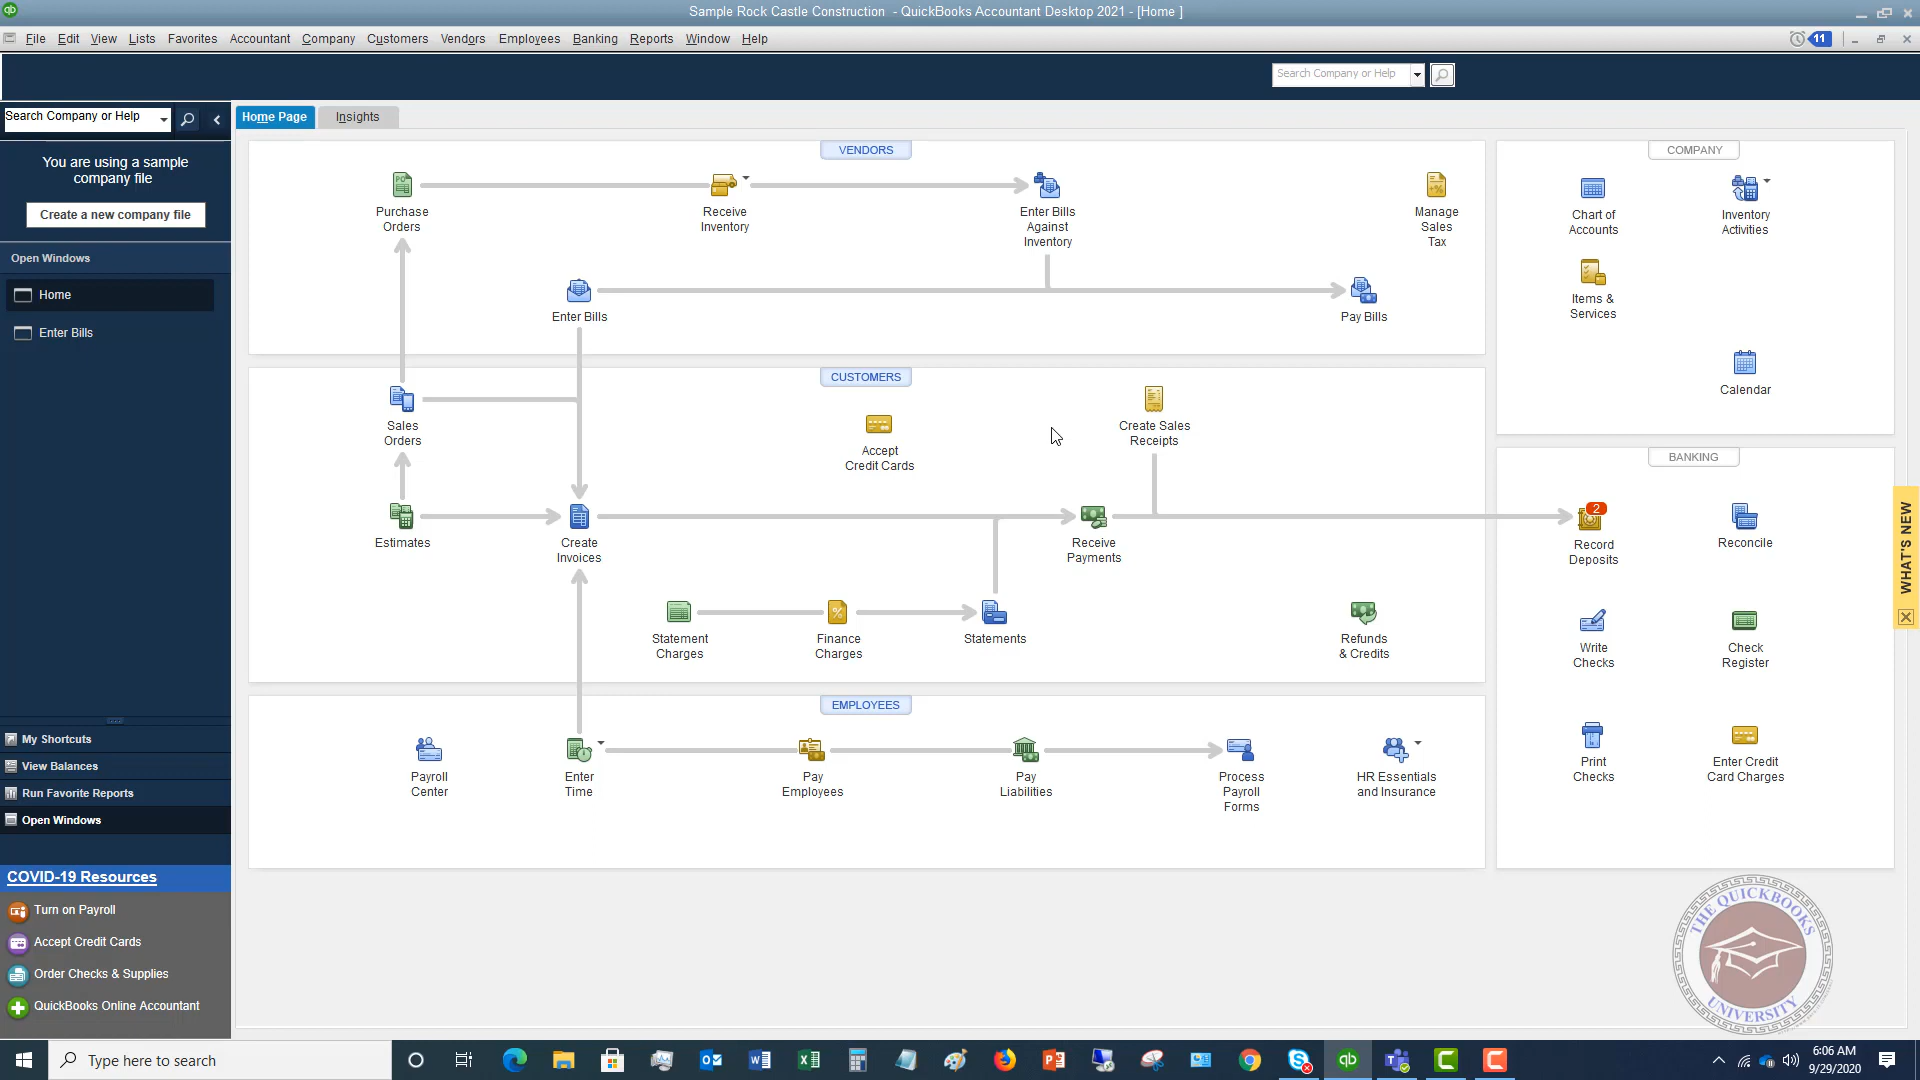 Sample Rock Castle Construction - QuickBooks Accountant Desktop 2021 - [Home ]
File Edit View Lists Favorites Accountant Company Customers Vendors Employees Banking Reports Window Help
11
Search Company or Help
Search Company or Help
Home Page
Insights
You are using a sample
company file
Create a new company file
Open Windows
Home
Enter Bills
VENDORS
Purchase
Orders
Receive
Inventory
Enter Bills
Against
Inventory
Manage
Sales
Tax
Enter Bills
Pay Bills
CUSTOMERS
Sales
Orders
Accept
Credit Cards
Create Sales
Receipts
Estimates
Create
Invoices
Receive
Payments
Statement
Charges
Finance
Charges
Statements
Refunds
& Credits
EMPLOYEES
Payroll
Center
Enter
Time
Pay
Employees
Pay
Liabilities
Process
Payroll
Forms
HR Essentials
and Insurance
COMPANY
Chart of
Accounts
Inventory
Activities
Items &
Services
Calendar
BANKING
2
Record
Deposits
Reconcile
Write
Checks
Check
Register
Print
Checks
Enter Credit
Card Charges
WHAT'S NEW
My Shortcuts
View Balances
Run Favorite Reports
Open Windows
COVID-19 Resources
Turn on Payroll
Accept Credit Cards
Order Checks & Supplies
QuickBooks Online Accountant
THE QUICKBOOKS
UNIVERSITY
Type here to search
6:06 AM
9/29/2020